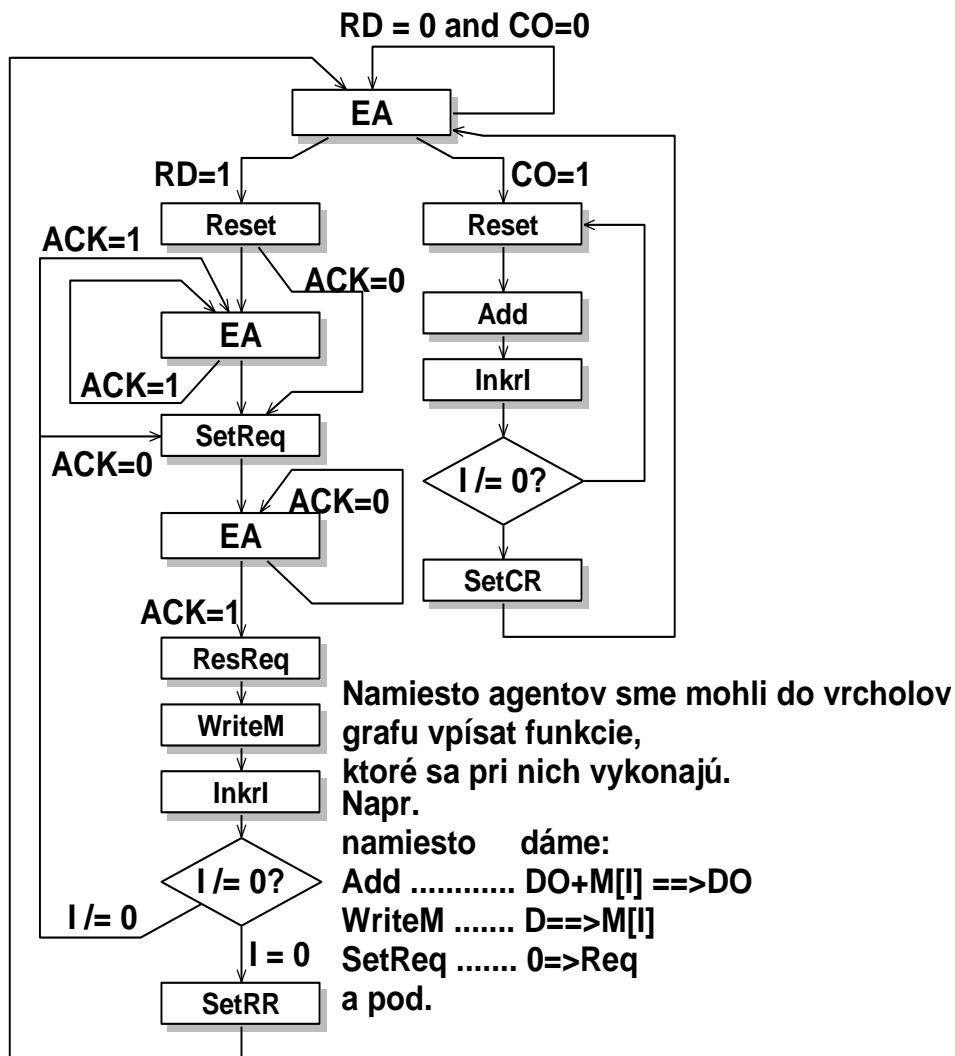 RD = 0 and CO=0
EA
RD=1
CO=1
Reset
Reset
ACK=1
ACK=0
Add
EA
ACK=1
InkrI
SetReq
ACK=0
I /= 0?
ACK=0
EA
SetCR
ACK=1
ResReq
WriteM
InkrI
I /= 0?
I /= 0
I = 0
SetRR
Namiesto agentov sme mohli do vrcholov
grafu vpísat funkcie,
ktoré sa pri nich vykonajú.
Napr.
namiesto dáme:
Add ............ DO+M[I] ==>DO
WriteM ....... D==>M[I]
SetReq ....... 0=>Req
a pod.